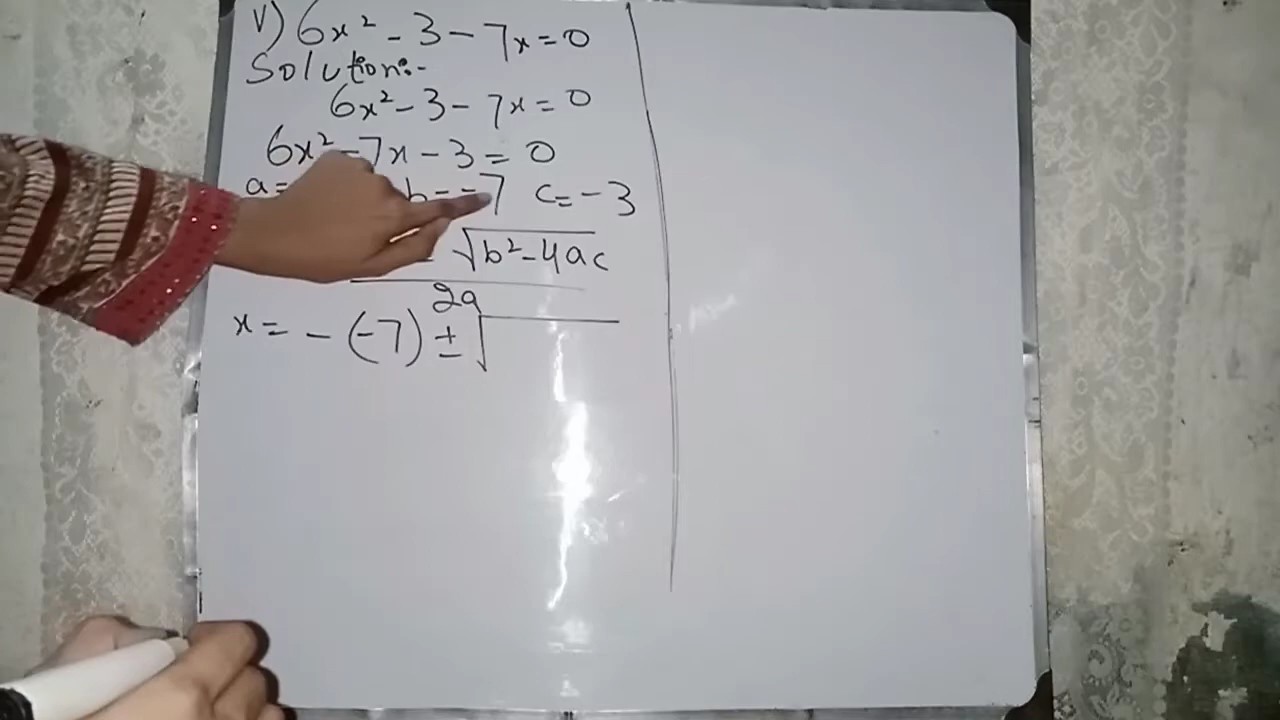 V) 6x² - 3 - 7x = 0
Solution:-
6x² - 3 - 7x = 0
6x² - 7x - 3 = 0
a= b= -7 c= -3
√b²-4ac
2a
x = - (-7) ± √